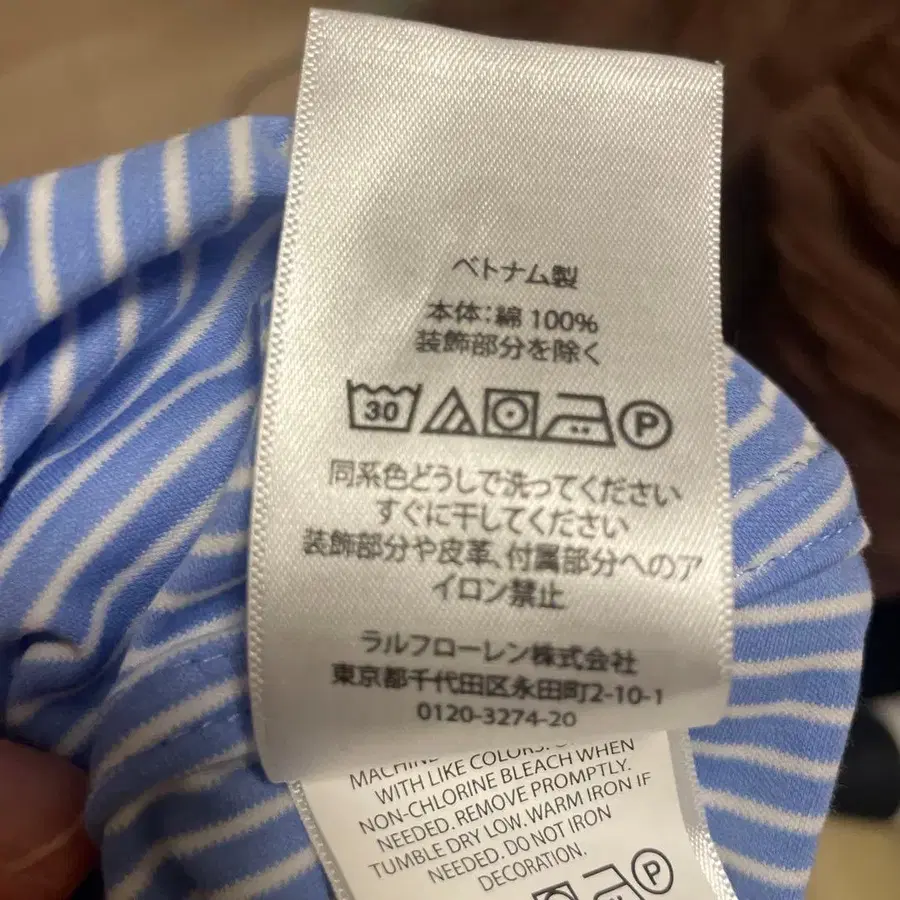 ベトナム製
本体:綿 100%
装飾部分を除く
30 P
同系色どうしで洗ってください
すぐに干してください
装飾部分や皮革、付属部分へのア
イロン禁止
ラルフローレン株式会社
東京都千代田区永田町2-10-1
0120-3274-20
WITH LIKE COLORS.
NON-CHLORINE BLEACH WHEN
NEEDED. REMOVE PROMPTLY.
TUMBLE DRY LOW. WARM IRON IF
NEEDED. DO NOT IRON
DECORATION.
P